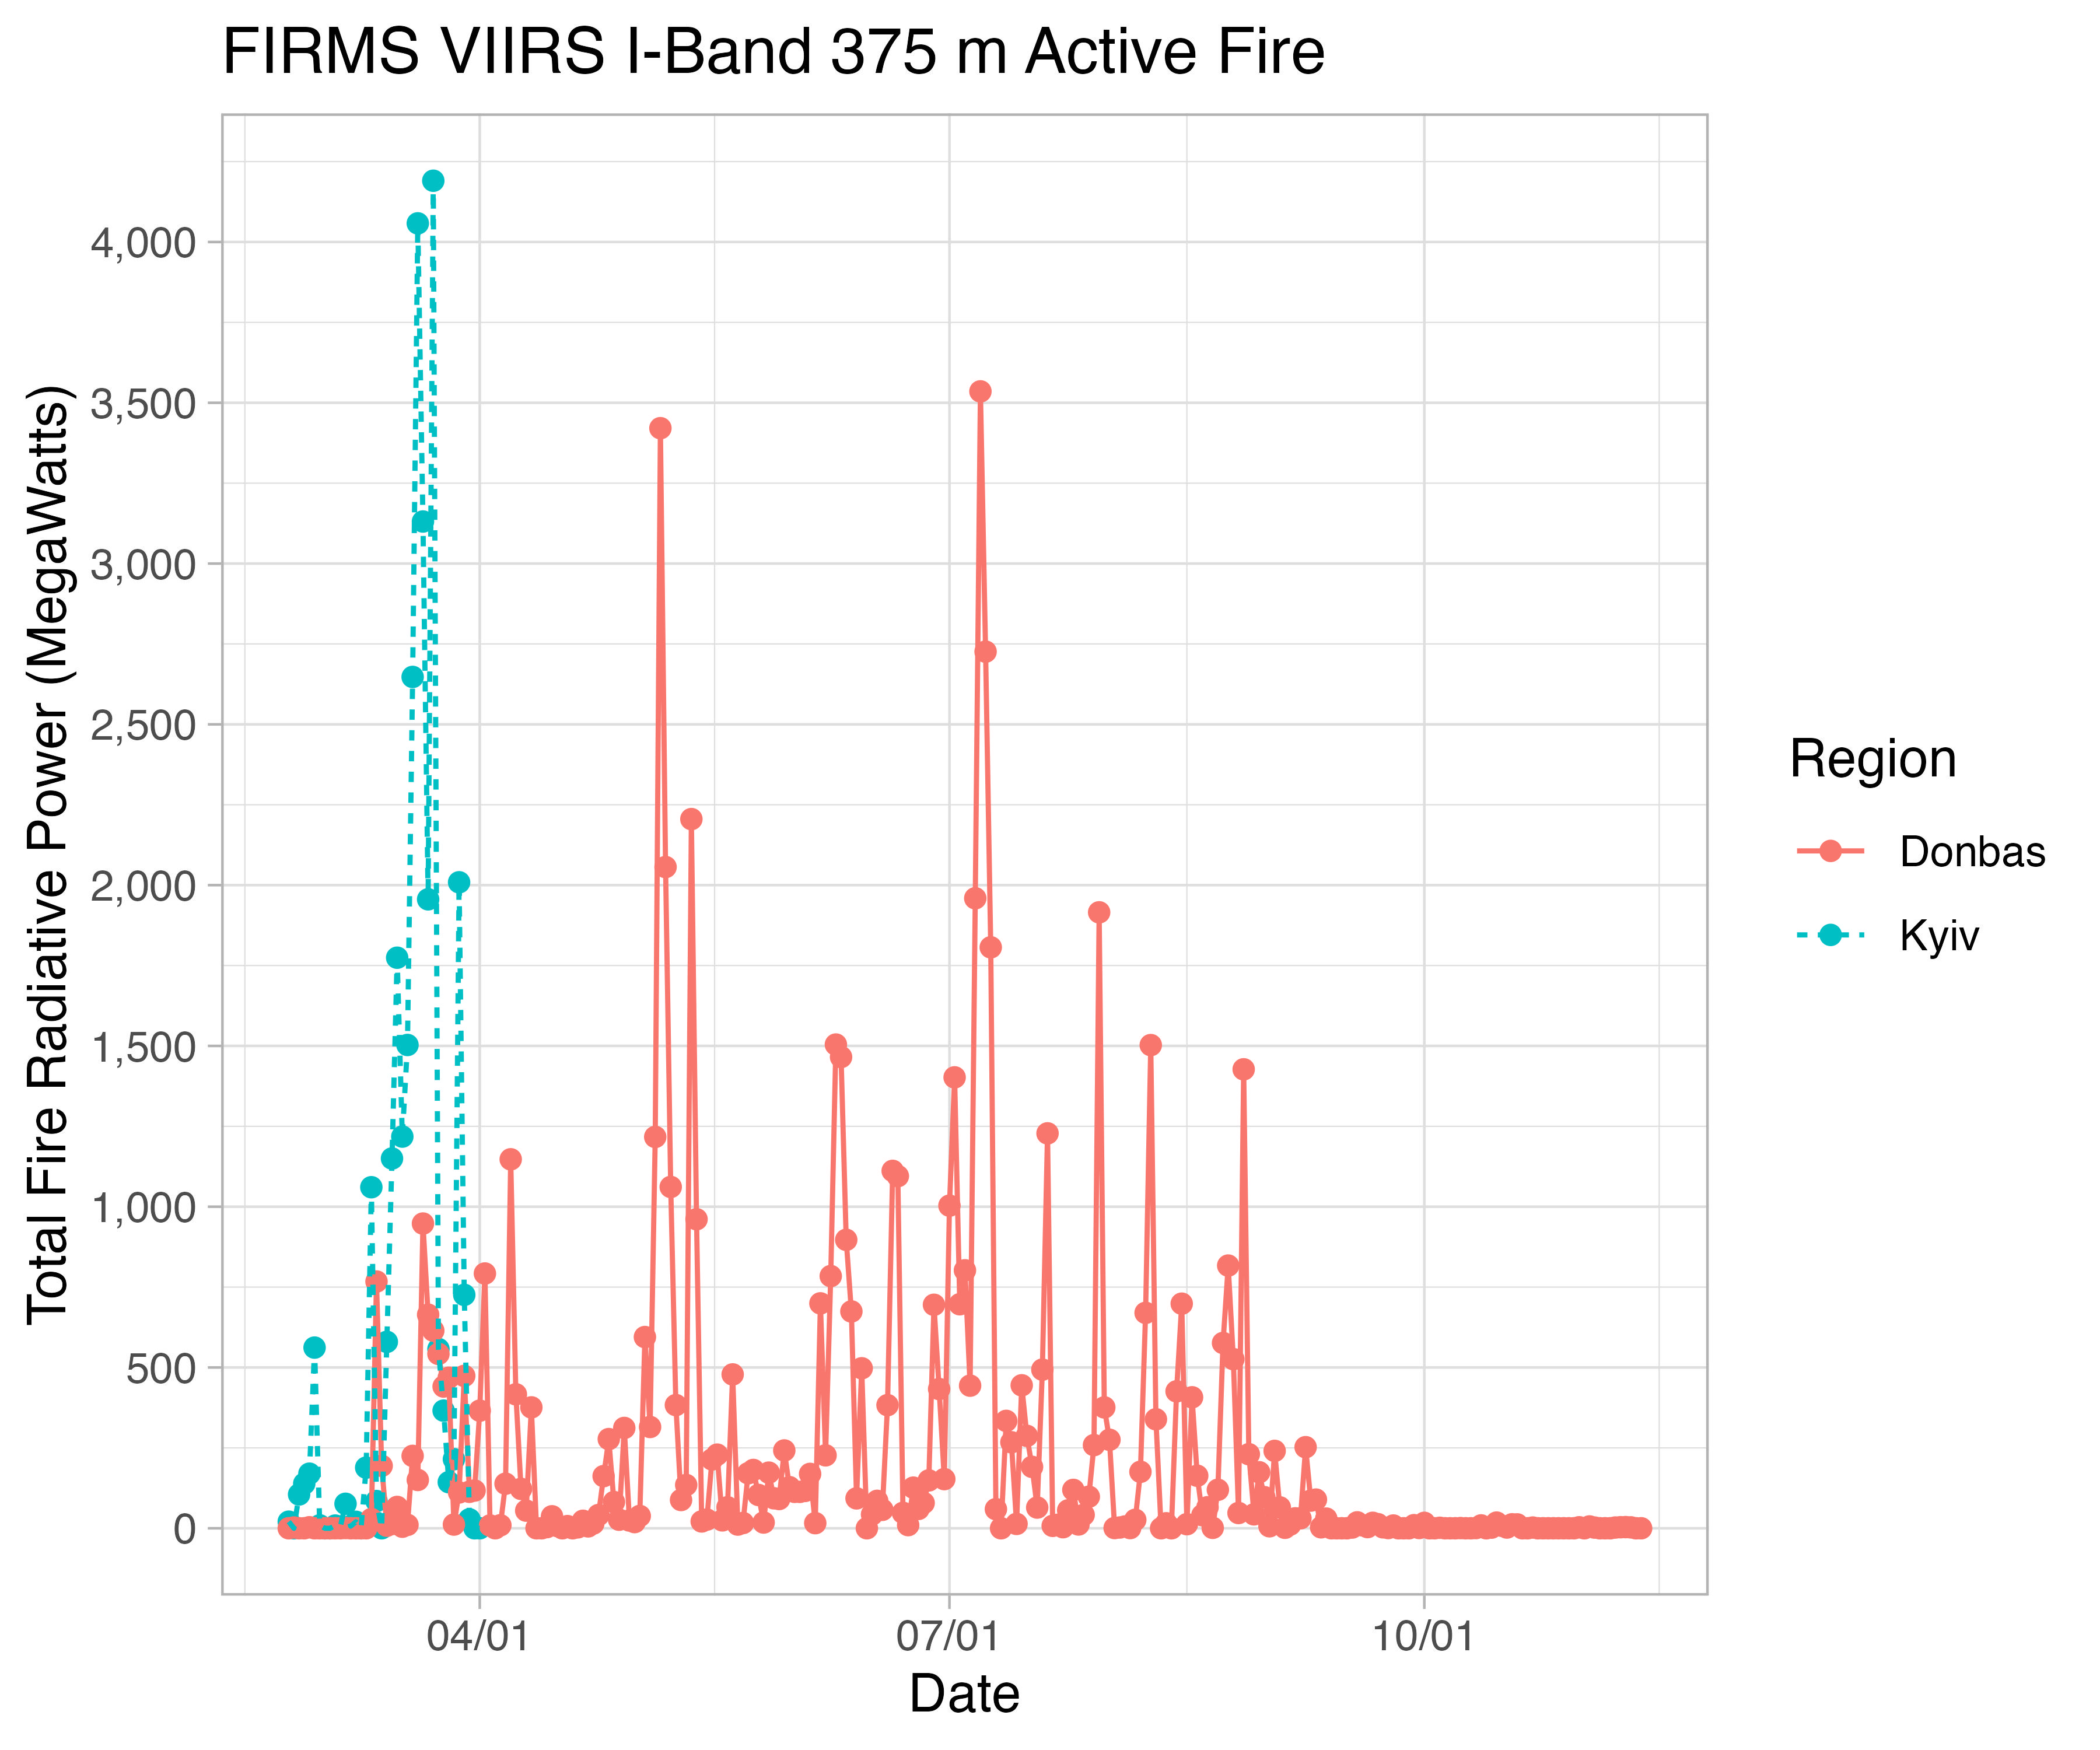 FIRMS VIIRS I-Band 375 m Active Fire
Total Fire Radiative Power (MegaWatts)
4,000
3,500
3,000
2,500
2,000
1,500
1,000
500
0
04/01
07/01
10/01
Date
Region
Donbas
Kyiv